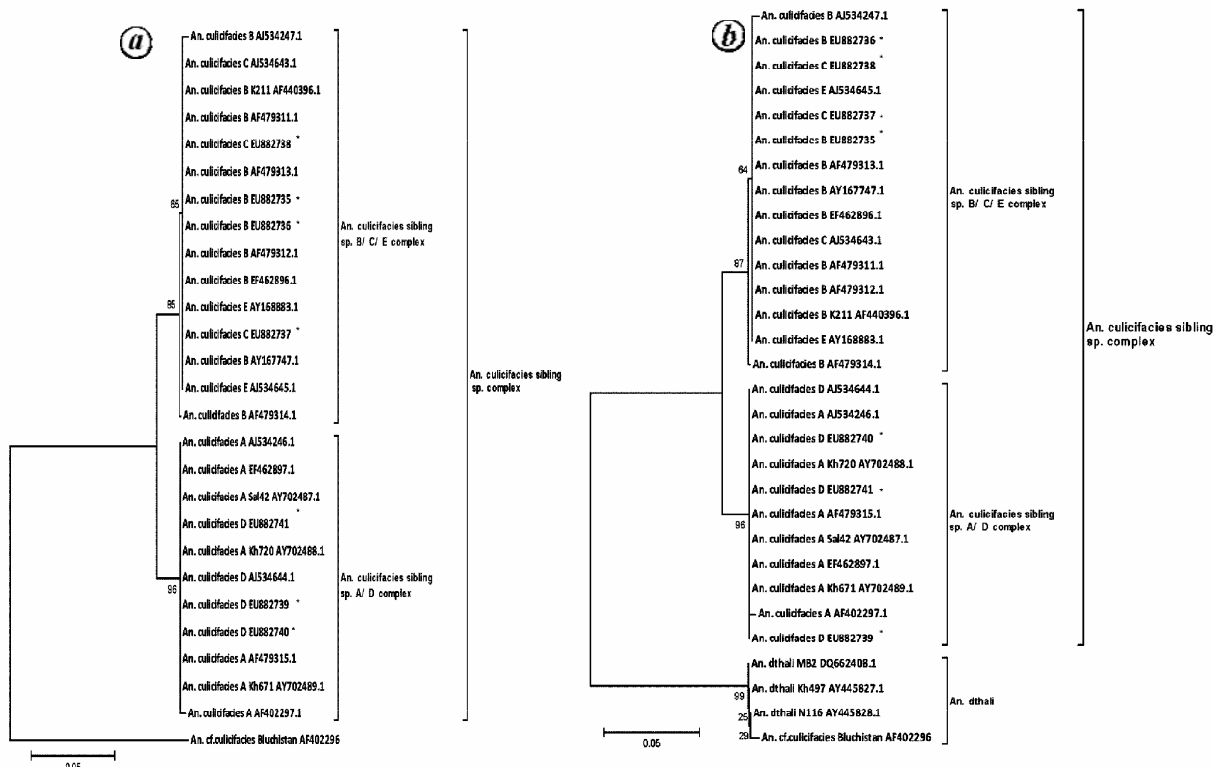 a
An. culicifacies B AJ534247.1
An. culicifacies C AJ534643.1
An. culicifacies B K211 AF440396.1
An. culicifacies B AF479311.1
An. culicifacies C EU882738 *
An. culicifacies B AF479313.1
An. culicifacies B EU882735 *
An. culicifacies B EU882736 *
An. culicifacies B AF479312.1
An. culicifacies B EF462896.1
An. culicifacies E AY168883.1
An. culicifacies C EU882737 *
An. culicifacies B AY167747.1
An. culicifacies E AJ534645.1
An. culicifacies B AF479314.1
An. culicifacies A AJ534246.1
An. culicifacies A EF462897.1
An. culicifacies A Sal42 AY702487.1
An. culicifacies D EU882741 *
An. culicifacies A Kh720 AY702488.1
An. culicifacies D AJ534644.1
An. culicifacies D EU882739 *
An. culicifacies D EU882740 *
An. culicifacies A AF479315.1
An. culicifacies A Kh671 AY702489.1
An. culicifacies A AF402297.1
An. cf.culicifacies Bluchistan AF402296
85
96
An. culicifacies sibling
sp. B/ C/ E complex
An. culicifacies sibling
sp. A/ D complex
An. culicifacies sibling
sp. complex
0.05
b
An. culicifacies B AJ534247.1
An. culicifacies B EU882736 *
An. culicifacies C EU882738 *
An. culicifacies E AJ534645.1
An. culicifacies C EU882737 *
An. culicifacies B EU882735 *
An. culicifacies B AF479313.1
An. culicifacies B AY167747.1
An. culicifacies B EF462896.1
An. culicifacies C AJ534643.1
An. culicifacies B AF479311.1
An. culicifacies B AF479312.1
An. culicifacies B K211 AF440396.1
An. culicifacies E AY168883.1
An. culicifacies B AF479314.1
An. culicifacies D AJ534644.1
An. culicifacies A AJ534246.1
An. culicifacies D EU882740 *
An. culicifacies A Kh720 AY702488.1
An. culicifacies D EU882741 *
An. culicifacies A AF479315.1
An. culicifacies A Sal42 AY702487.1
An. culicifacies A EF462897.1
An. culicifacies A Kh671 AY702489.1
An. culicifacies A AF402297.1
An. culicifacies D EU882739 *
An. dthali MB2 DQ662408.1
An. dthali Kh497 AY445827.1
An. dthali N116 AY445828.1
An. cf.culicifacies Bluchistan AF402296
64
87
96
99
25
29
An. culicifacies sibling
sp. B/ C/ E complex
An. culicifacies sibling
sp. A/ D complex
An. dthali
An. culicifacies sibling
sp. complex
0.05